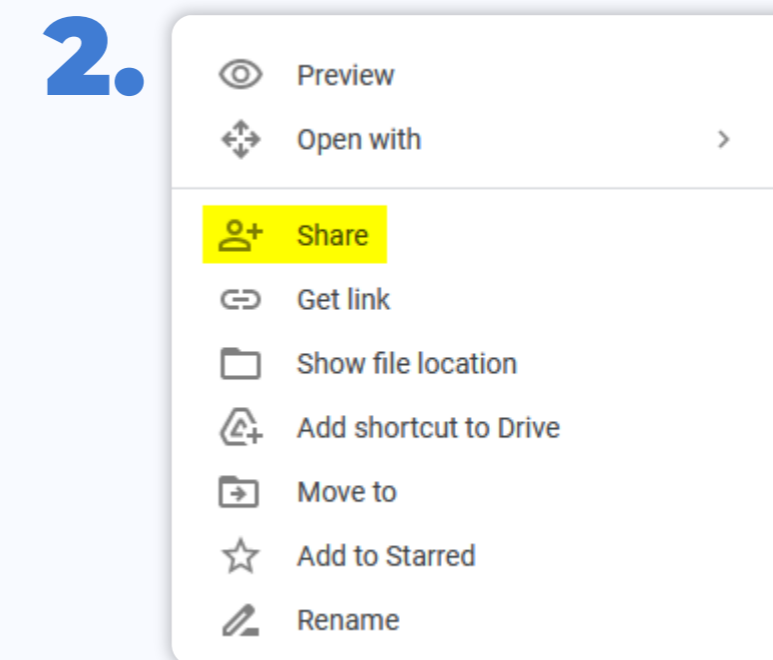 2.
Preview
Open with
Share
Get link
Show file location
Add shortcut to Drive
Move to
Add to Starred
Rename